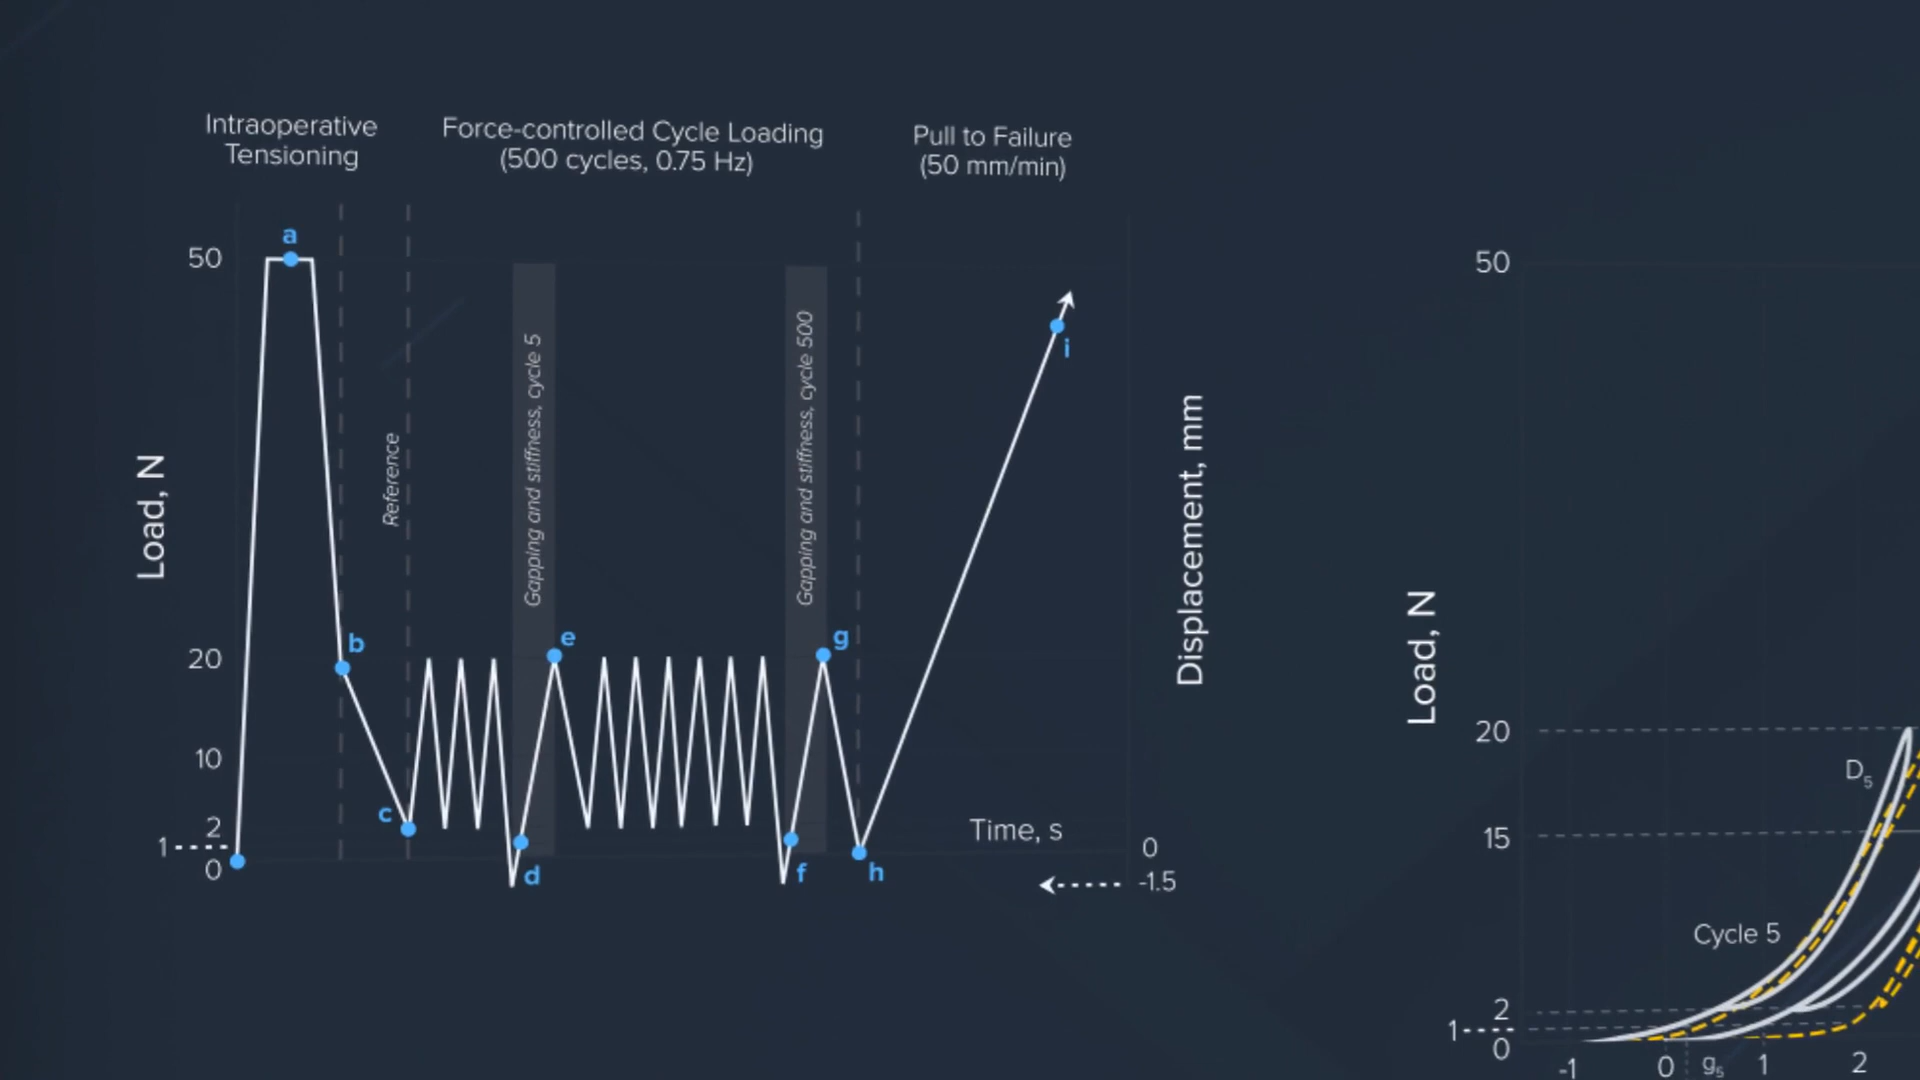 Intraoperative
Tensioning
Force-controlled Cycle Loading
(500 cycles, 0.75 Hz)
Pull to Failure
(50 mm/min)
a
50
i
Gapping and stiffness, cycle 5
Gapping and stiffness, cycle 500
Reference
Load, N
Displacement, mm
b
e
g
20
10
c
2
1
0
d
f
h
Time, s
0
-1.5
50
Load, N
20
D5
15
Cycle 5
2
1
0
-1
0
g5
1
2